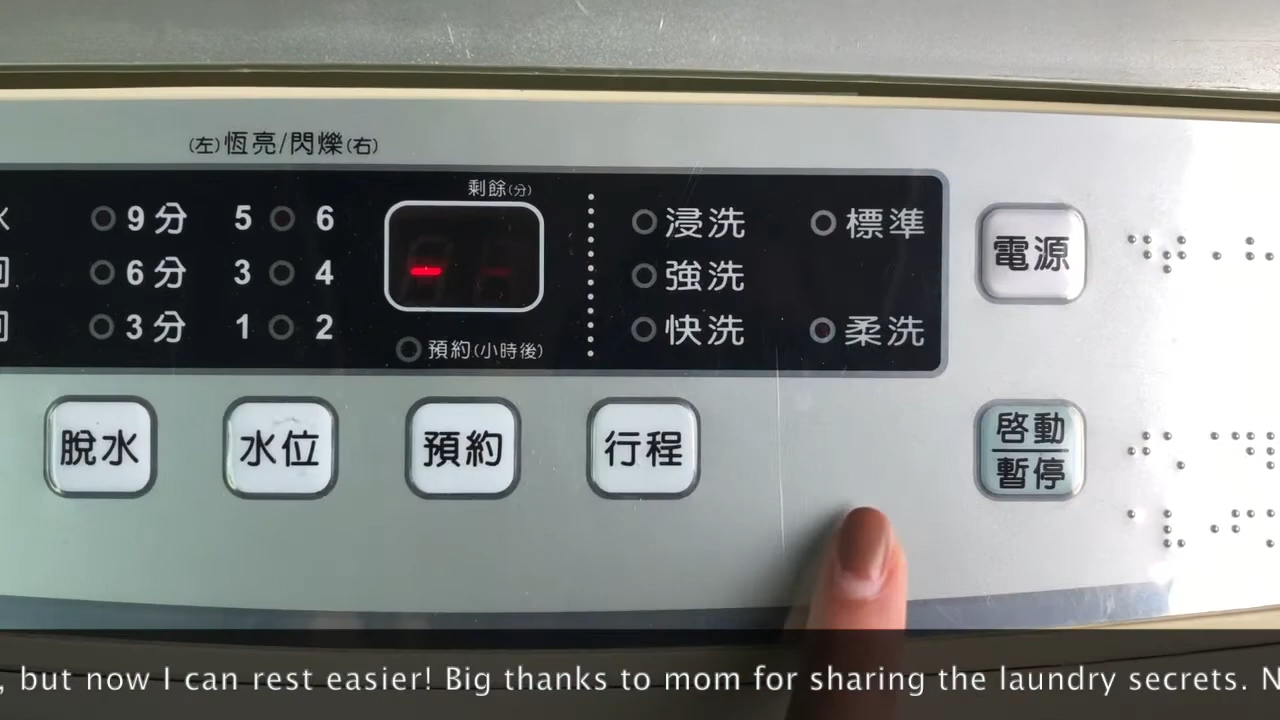 (左)恆亮/閃爍(右)
剩餘(分)
9分 5 6 浸洗 標準
6分 3 4 強洗
3分 1 2 快洗 柔洗
預約(小時後)
電源
脫水 水位 預約 行程
啓動
暫停
, but now I can rest easier! Big thanks to mom for sharing the laundry secrets. N